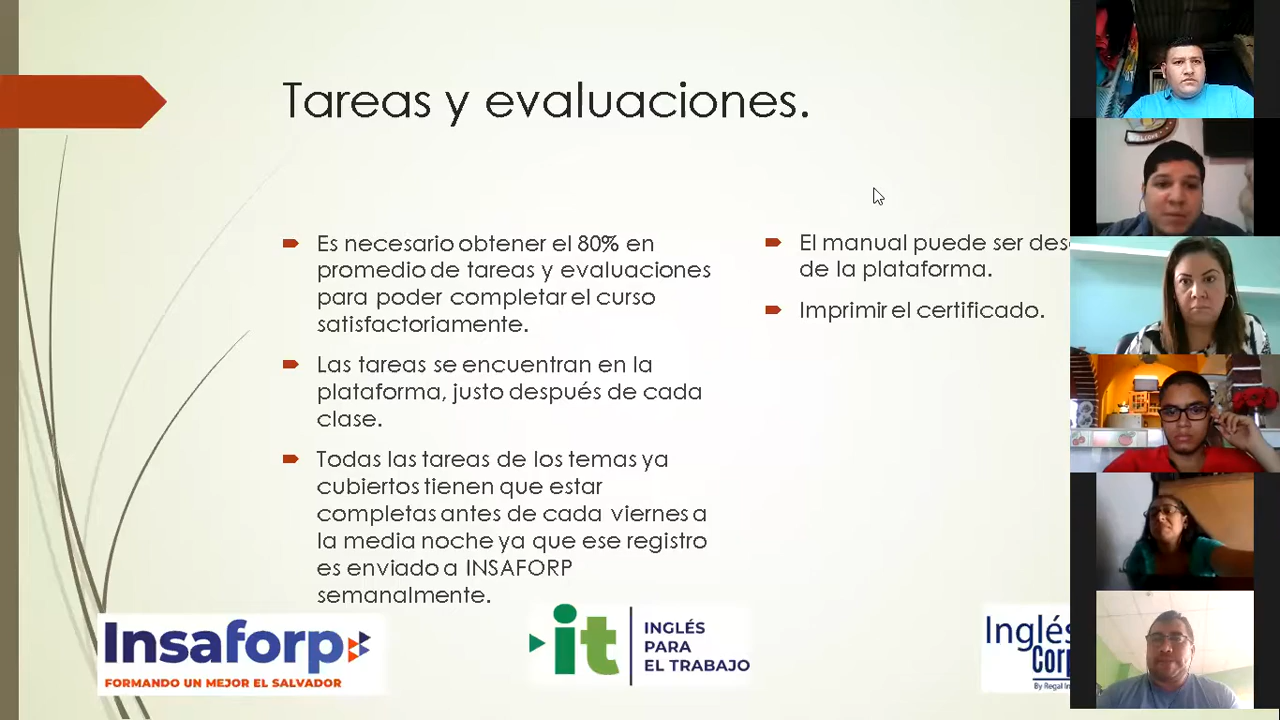 Tareas y evaluaciones.
Es necesario obtener el 80% en
promedio de tareas y evaluaciones
para poder completar el curso
satisfactoriamente.
Las tareas se encuentran en la
plataforma, justo después de cada
clase.
Todas las tareas de los temas ya
cubiertos tienen que estar
completas antes de cada viernes a
la media noche ya que ese registro
es enviado a INSAFORP
semanalmente.
El manual puede ser
de la plataforma.
Imprimir el certificado.
Insaforp
FORMANDO UN MEJOR EL SALVADOR
it
INGLÉS
PARA
EL TRABAJO
Inglés
Corp
By Regal